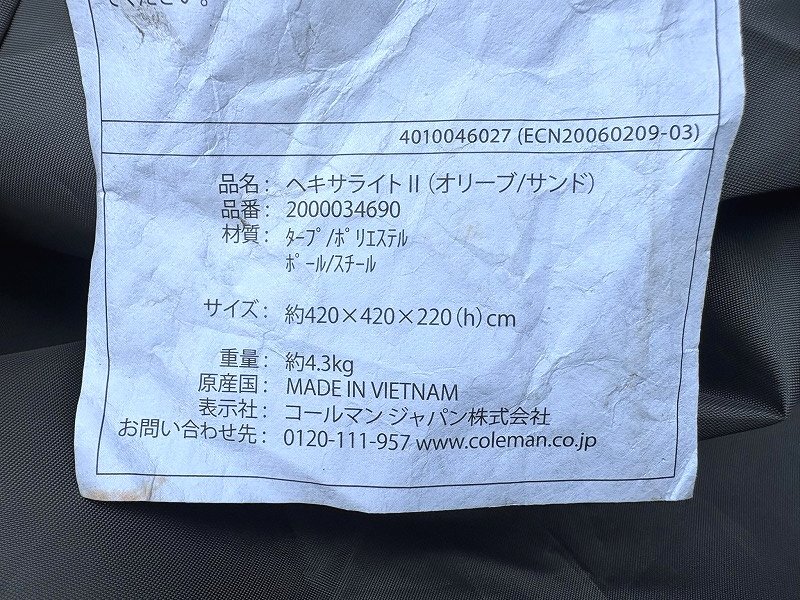 ください。
4010046027 (ECN20060209-03)
品名： ヘキサライトⅡ（オリーブ/サンド）
品番： 2000034690
材質： ﾀｰﾌﾟ/ﾎﾟﾘｴｽﾃﾙ
ﾎﾟｰﾙ/ｽﾁｰﾙ
サイズ： 約420×420×220（h）cm
重量： 約4.3kg
原産国： MADE IN VIETNAM
表示社： コールマン ジャパン株式会社
お問い合わせ先： 0120-111-957 www.coleman.co.jp